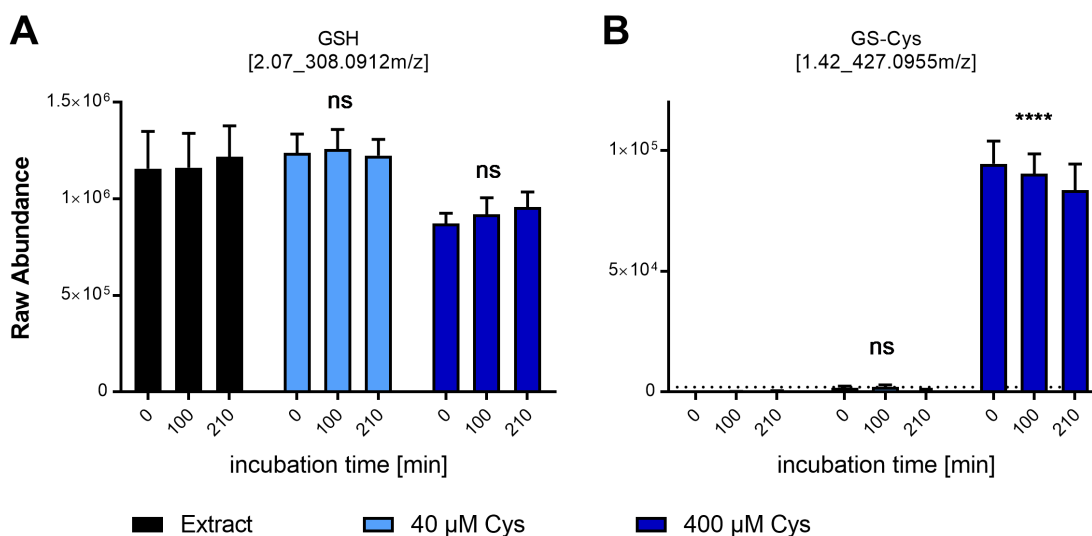 A
GSH
[2.07_308.0912m/z]
Raw Abundance
1.5×10⁶
1×10⁶
5×10⁵
0
ns
ns
0
100
210
0
100
210
0
100
210
incubation time [min]
B
GS-Cys
[1.42_427.0955m/z]
1×10⁵
5×10⁴
0
ns
****
0
100
210
0
100
210
0
100
210
incubation time [min]
Extract
40 µM Cys
400 µM Cys